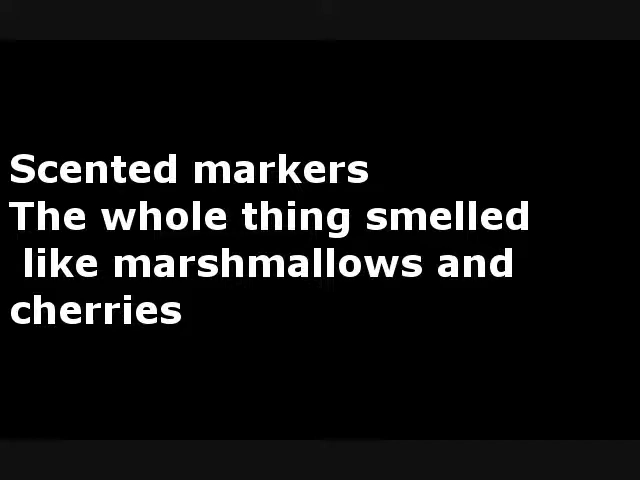 Scented markers
The whole thing smelled
like marshmallows and
cherries